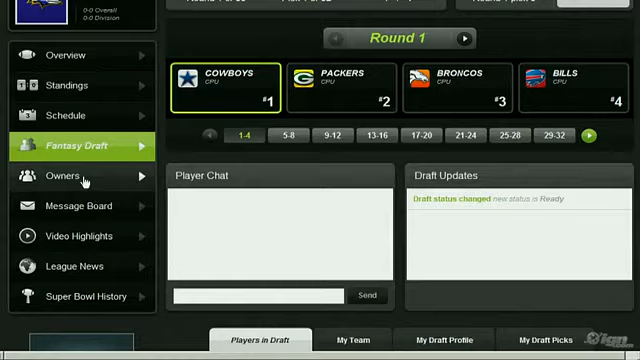 0-0 Overall
0-0 Division
Overview
Standings
Schedule
Fantasy Draft
Owners
Message Board
Video Highlights
League News
Super Bowl History
Round 1
COWBOYS
CPU
#1
PACKERS
CPU
#2
BRONCOS
CPU
#3
BILLS
CPU
#4
1-4
5-8
9-12
13-16
17-20
21-24
25-28
29-32
Player Chat
Send
Draft Updates
Draft status changed new status is Ready
Players in Draft
My Team
My Draft Profile
My Draft Picks
ign.com